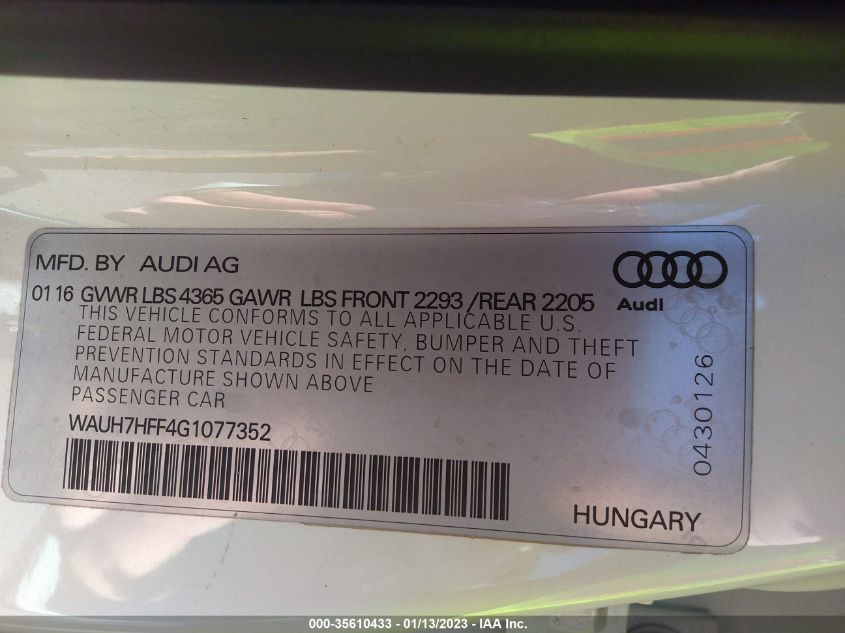 MFD. BY AUDI AG
Audi
01 16 GVWR LBS 4365 GAWR LBS FRONT 2293 /REAR 2205
THIS VEHICLE CONFORMS TO ALL APPLICABLE U.S.
FEDERAL MOTOR VEHICLE SAFETY, BUMPER AND THEFT
PREVENTION STANDARDS IN EFFECT ON THE DATE OF
MANUFACTURE SHOWN ABOVE
PASSENGER CAR
WAUH7HFF4G1077352
0430126
HUNGARY
000-35610433 - 01/13/2023 - IAA Inc.